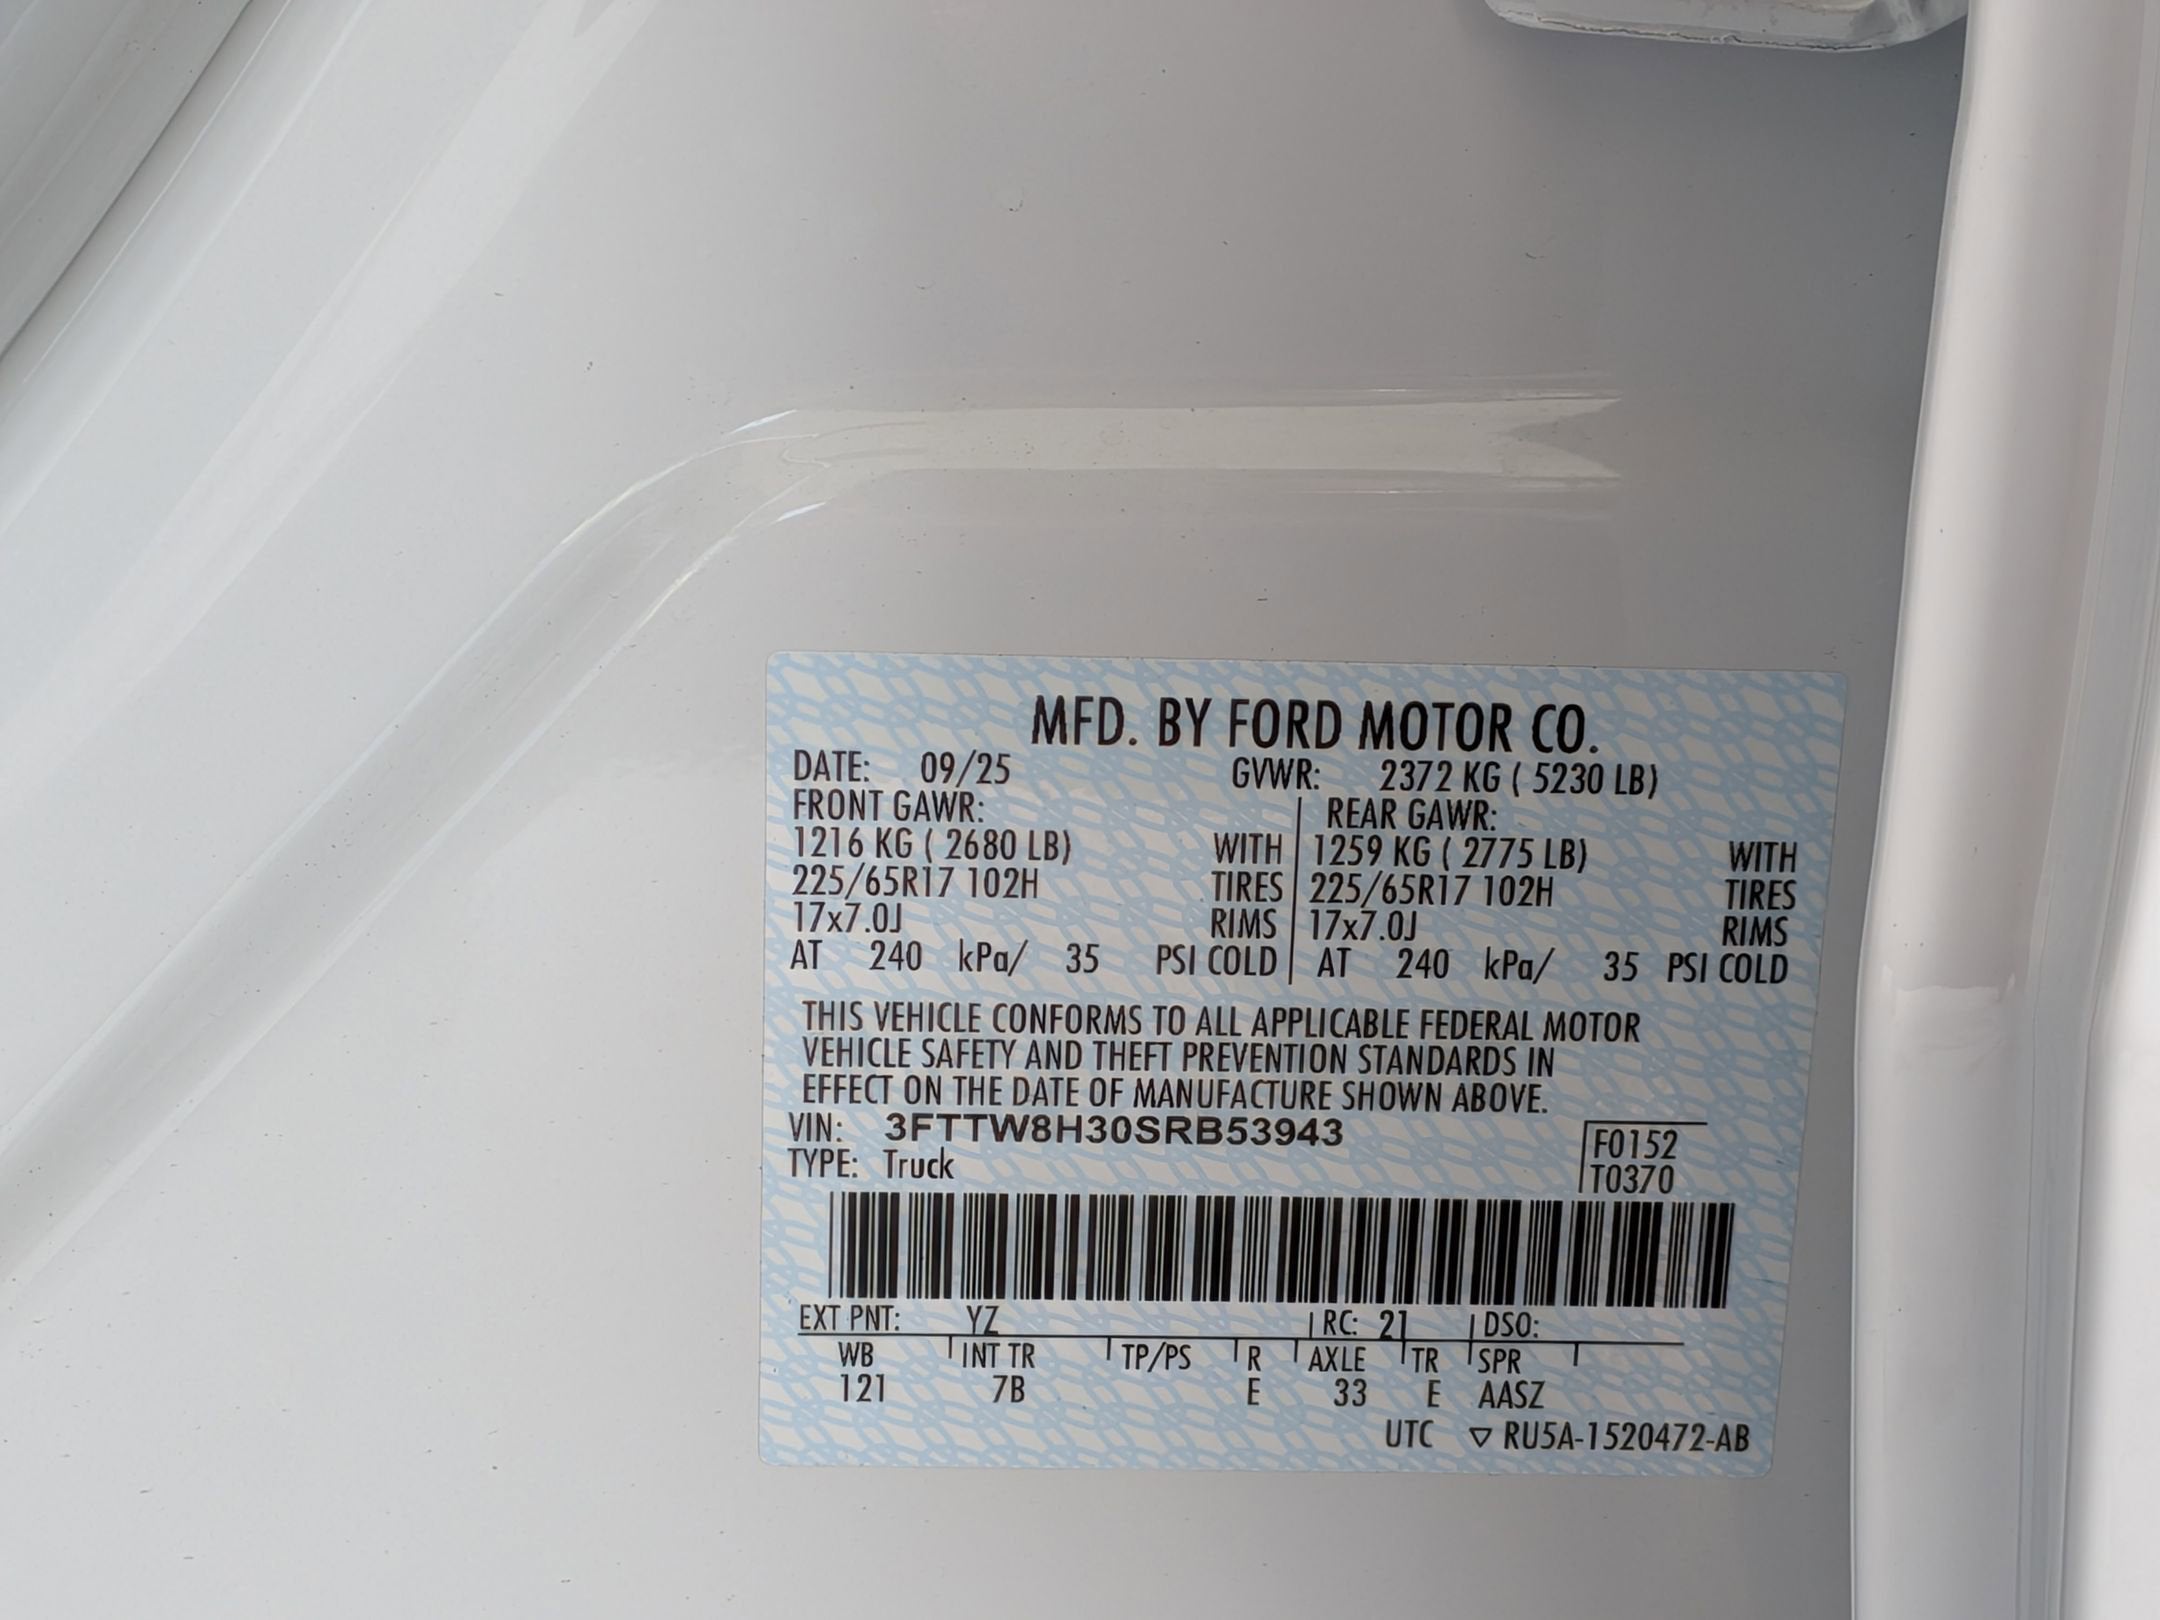 MFD. BY FORD MOTOR CO.
DATE: 09/25 GVWR: 2372 KG ( 5230 LB)
FRONT GAWR: REAR GAWR:
1216 KG ( 2680 LB) WITH 1259 KG ( 2775 LB) WITH
225/65R17 102H TIRES 225/65R17 102H TIRES
17x7.0J RIMS 17x7.0J RIMS
AT 240 kPa/ 35 PSI COLD AT 240 kPa/ 35 PSI COLD
THIS VEHICLE CONFORMS TO ALL APPLICABLE FEDERAL MOTOR
VEHICLE SAFETY AND THEFT PREVENTION STANDARDS IN
EFFECT ON THE DATE OF MANUFACTURE SHOWN ABOVE.
VIN: 3FTTW8H30SRB53943 F0152
TYPE: Truck T0370
EXT PNT: YZ RC: 21 DSO:
WB INT TR TP/PS R AXLE TR SPR
121 7B E 33 E AASZ
UTC ▽ RU5A-1520472-AB